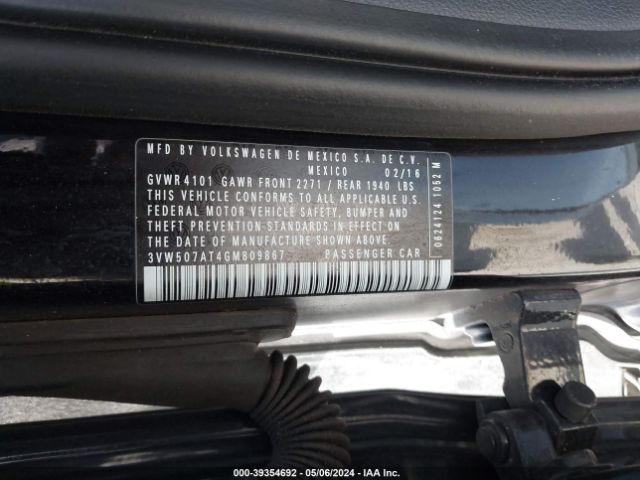 MFD BY VOLKSWAGEN DE MEXICO S.A. DE C.V.
MEXICO 02/16
GVWR 4101 GAWR FRONT 2271 / REAR 1940 LBS
THIS VEHICLE CONFORMS TO ALL APPLICABLE U.S.
FEDERAL MOTOR VEHICLE SAFETY, BUMPER AND
THEFT PREVENTION STANDARDS IN EFFECT ON
THE DATE OF MANUFACTURE SHOWN ABOVE.
3VW507AT4GM809867 PASSENGER CAR
0624124 1052 M
000-39354692 - 05/06/2024 - IAA Inc.